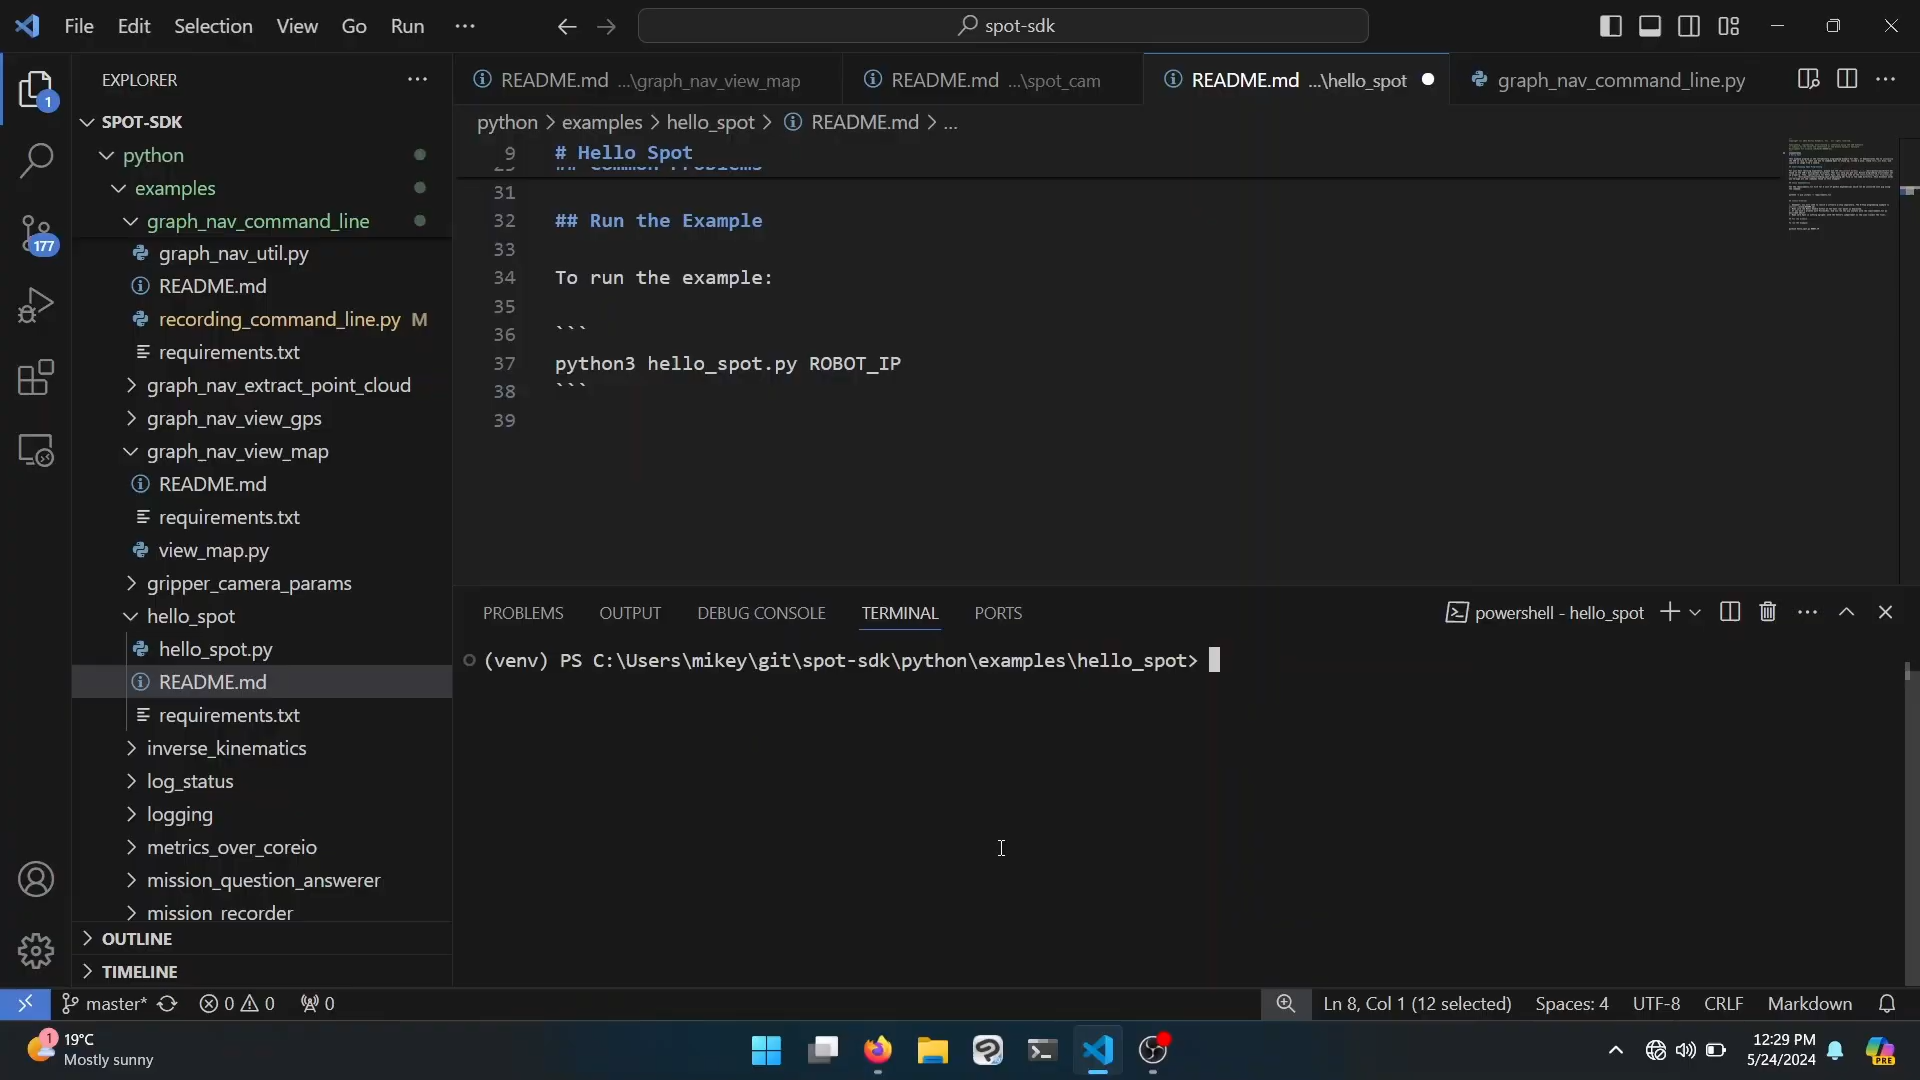 File Edit Selection View Go Run ··· spot-sdk
EXPLORER ···
SPOT-SDK
python
examples
graph_nav_command_line
graph_nav_util.py
README.md
recording_command_line.py M
requirements.txt
graph_nav_extract_point_cloud
graph_nav_view_gps
graph_nav_view_map
README.md
requirements.txt
view_map.py
gripper_camera_params
hello_spot
hello_spot.py
README.md
requirements.txt
inverse_kinematics
log_status
logging
metrics_over_coreio
mission_question_answerer
mission_recorder
OUTLINE
TIMELINE
1
177
README.md ...\graph_nav_view_map README.md ...\spot_cam README.md ...\hello_spot graph_nav_command_line.py
python > examples > hello_spot > README.md > ...
9 # Hello Spot
31
32 ## Run the Example
33
34 To run the example:
35
36 ```
37 python3 hello_spot.py ROBOT_IP
38 ```
39
PROBLEMS OUTPUT DEBUG CONSOLE TERMINAL PORTS powershell - hello_spot
(venv) PS C:\Users\mikey\git\spot-sdk\python\examples\hello_spot>
master* 0 0 0 Ln 8, Col 1 (12 selected) Spaces: 4 UTF-8 CRLF Markdown
1 19°C
Mostly sunny
12:29 PM
5/24/2024
PRE